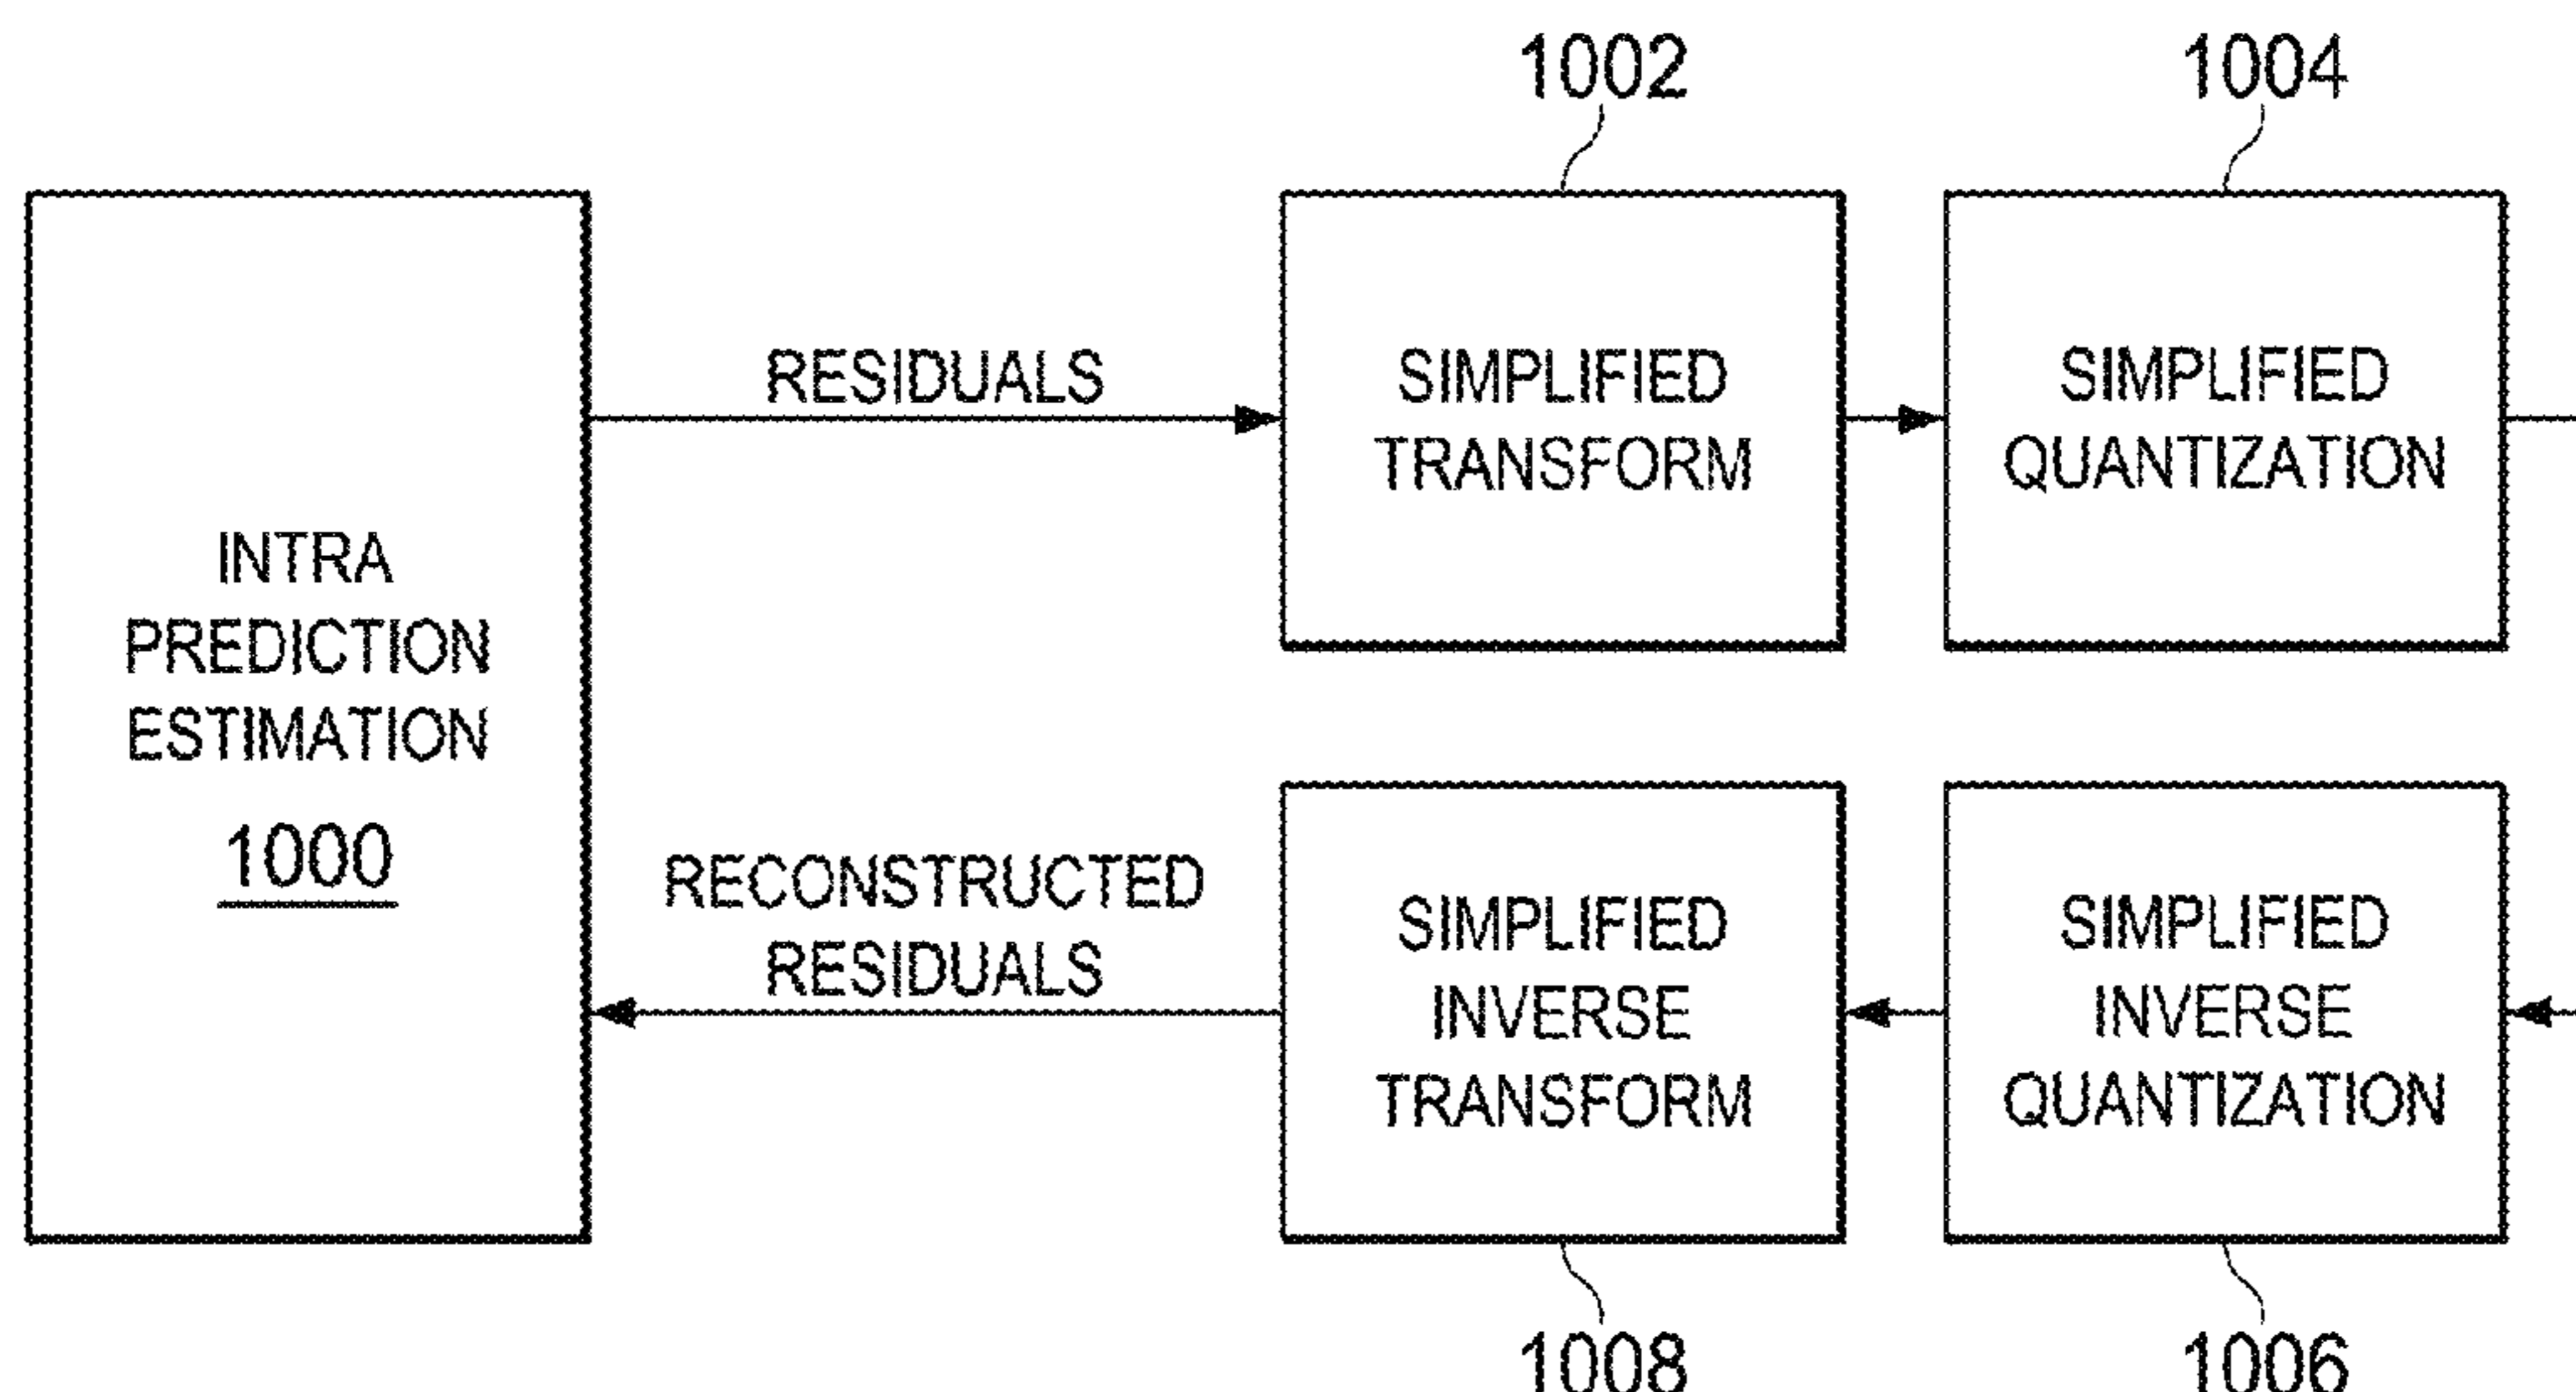 1002
1004
INTRA
PREDICTION
ESTIMATION
1000
RESIDUALS
SIMPLIFIED
TRANSFORM
SIMPLIFIED
QUANTIZATION
RECONSTRUCTED
RESIDUALS
SIMPLIFIED
INVERSE
TRANSFORM
SIMPLIFIED
INVERSE
QUANTIZATION
1008
1006